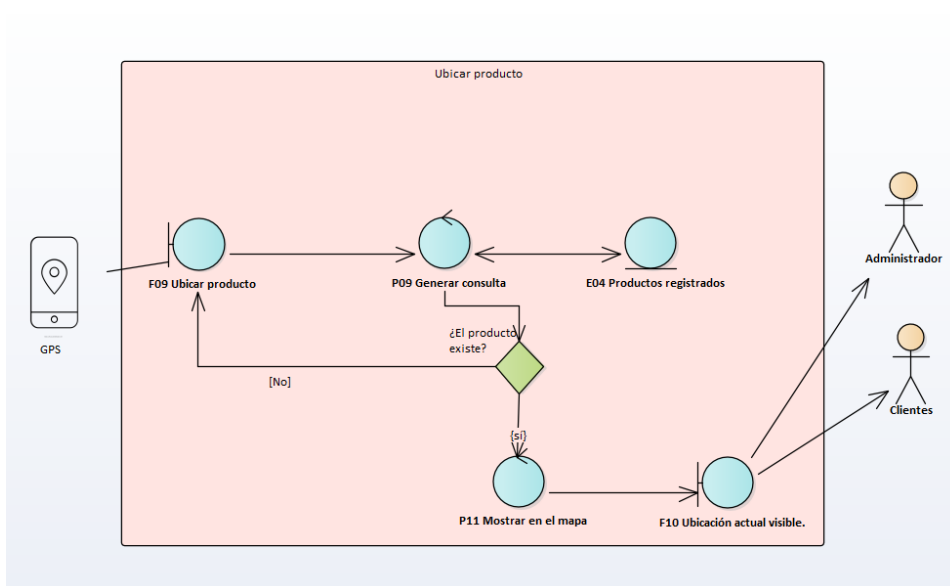 Ubicar producto
GPS
F09 Ubicar producto
P09 Generar consulta
E04 Productos registrados
Administrador
¿El producto
existe?
[No]
{si}
Clientes
P11 Mostrar en el mapa
F10 Ubicación actual visible.